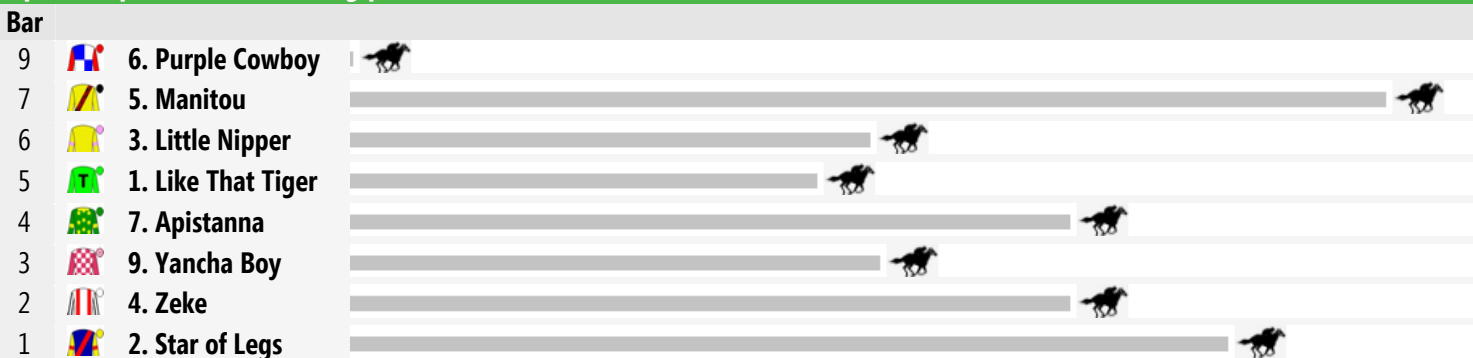 Bar
9 6. Purple Cowboy
7 5. Manitou
6 3. Little Nipper
5 T 1. Like That Tiger
4 7. Apistanna
3 9. Yancha Boy
2 4. Zeke
1 2. Star of Legs